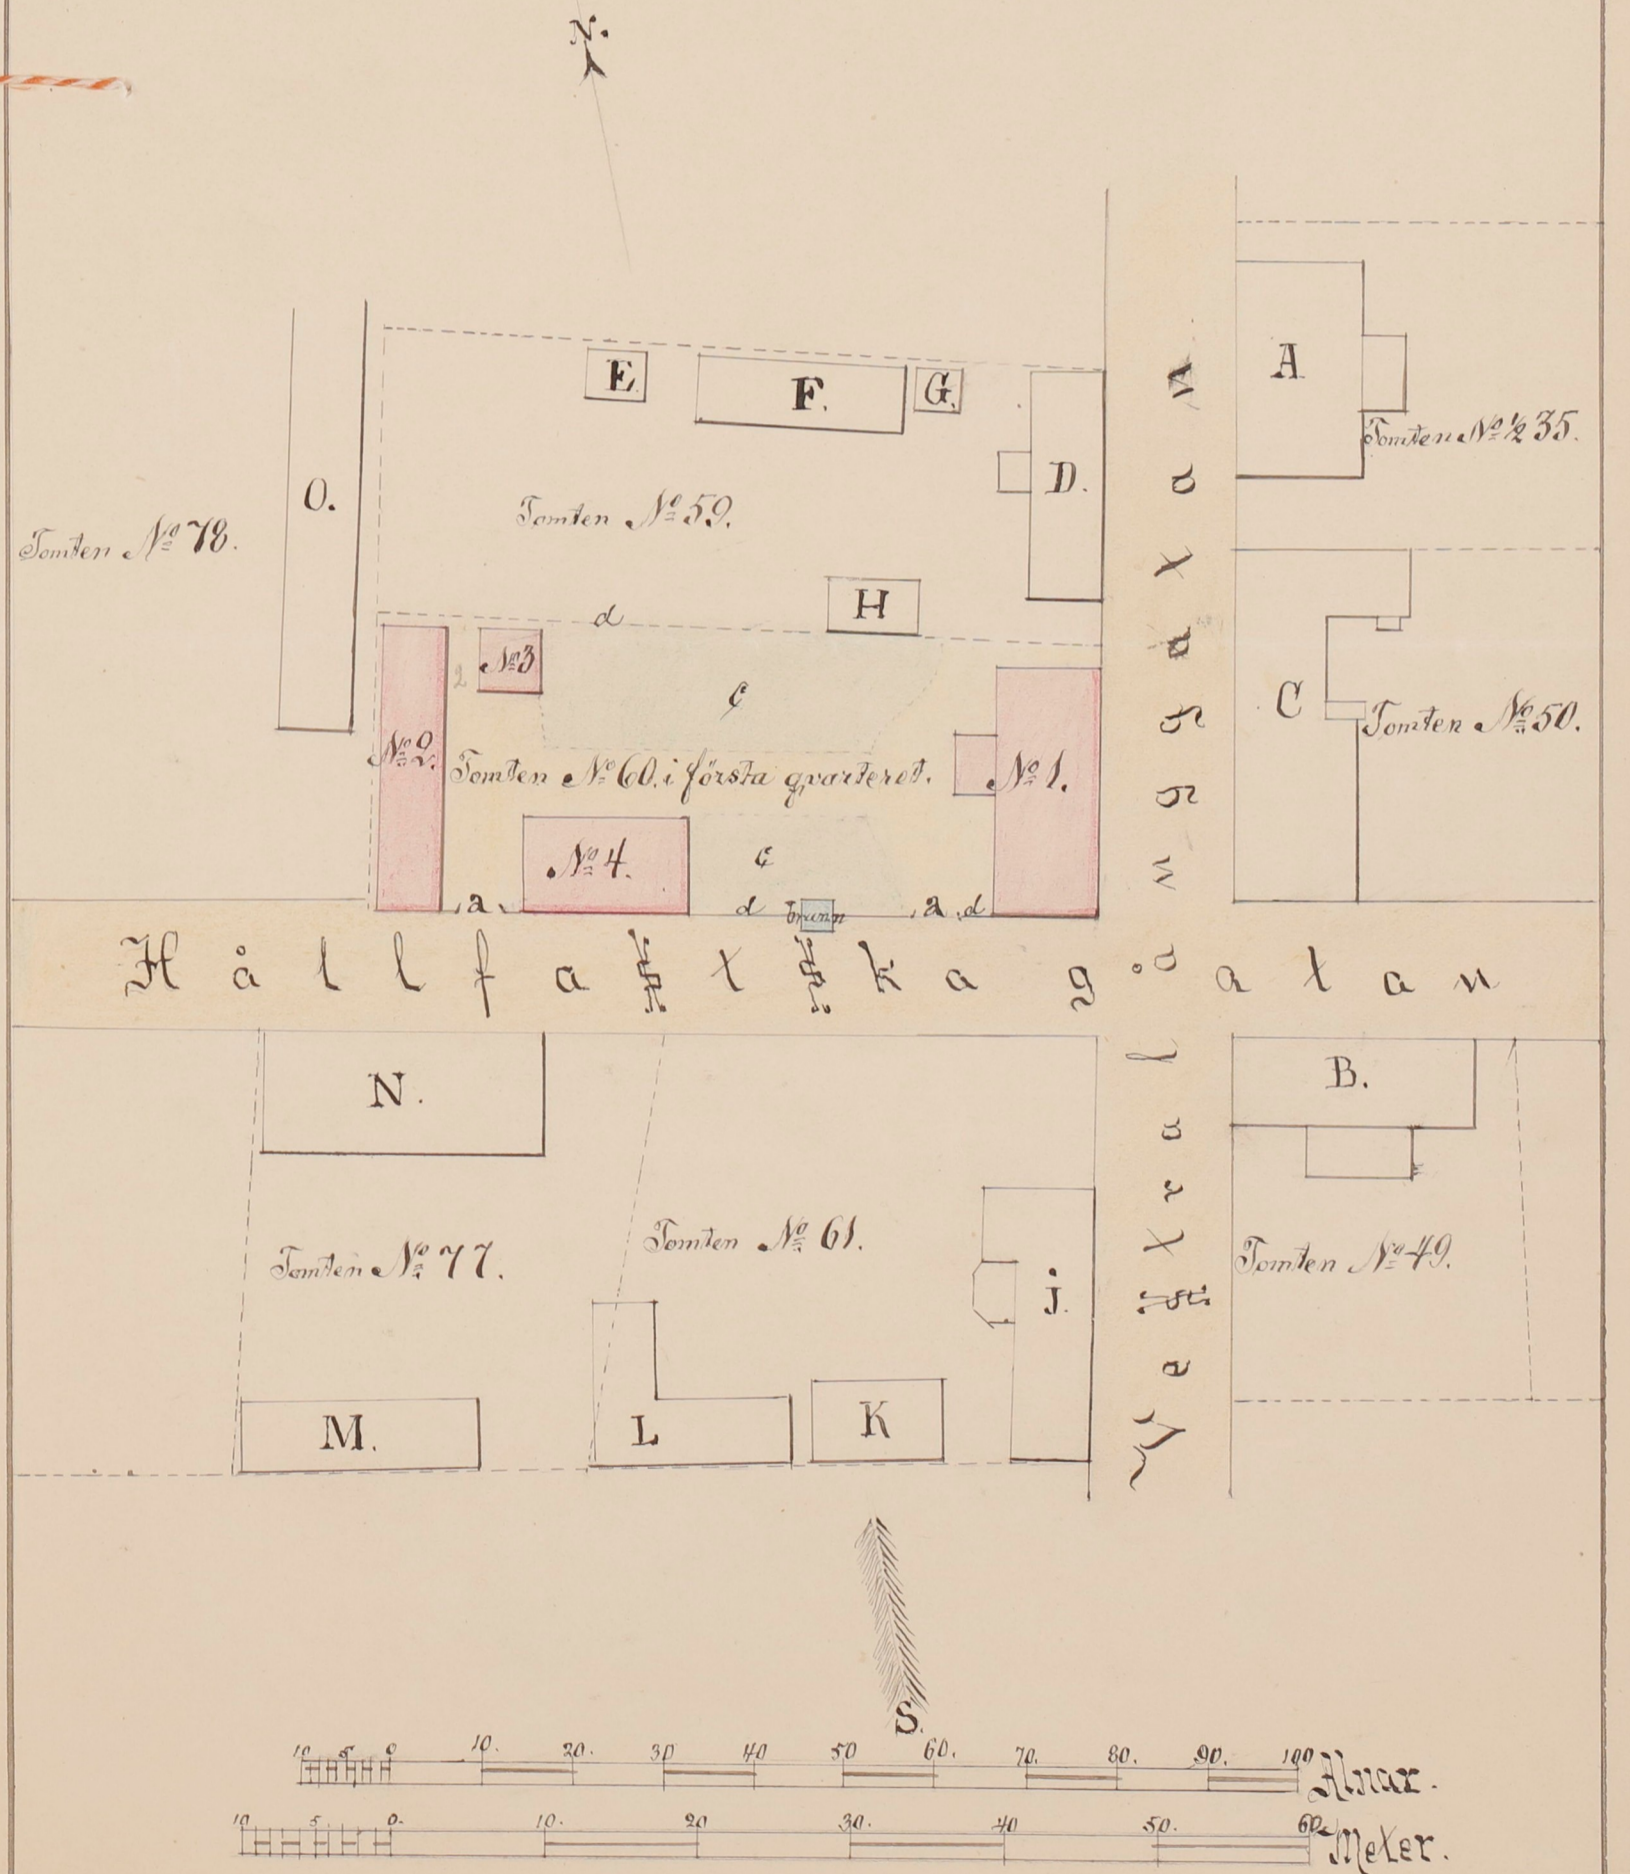 N.
A
Tomten No ½ 35.
E.
F.
G.
D.
O.
Tomten No 59.
Tomten No 78.
H
d
No 3
2
C
Tomten No 50.
c
No 2.
Tomten No 60. i första qvarteret.
No 1.
No 4.
c
a.
d
brunn
a.
d
Hållfastska gatan
Vestralånggatan
N.
B.
Tomten No 77.
Tomten No 61.
Tomten No 49.
j.
M.
L
K
S.
10 5 0 10. 20. 30 40 50 60. 70. 80. 90. 100 Alnar.
10 5. 0. 10. 20 30. 40 50. 60 Meter.